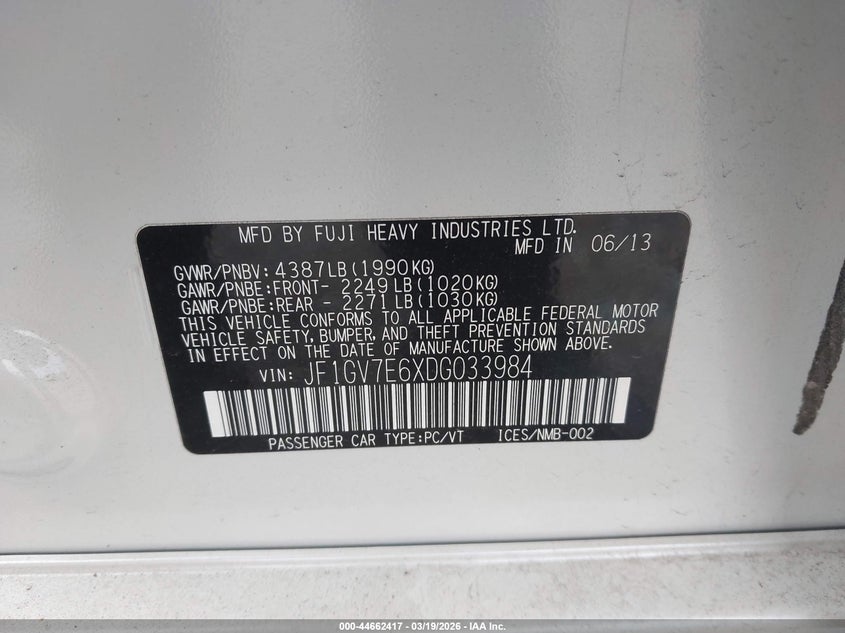 MFD BY FUJI HEAVY INDUSTRIES LTD.
MFD IN 06/13
GVWR/PNBV: 4387LB(1990KG)
GAWR/PNBE:FRONT- 2249LB(1020KG)
GAWR/PNBE:REAR - 2271LB(1030KG)
THIS VEHICLE CONFORMS TO ALL APPLICABLE FEDERAL MOTOR
VEHICLE SAFETY, BUMPER, AND THEFT PREVENTION STANDARDS
IN EFFECT ON THE DATE OF MANUFACTURE SHOWN ABOVE.
VIN: JF1GV7E6XDG033984
PASSENGER CAR TYPE:PC/VT ICES/NMB-002
000-44662417 - 03/19/2026 - IAA Inc.